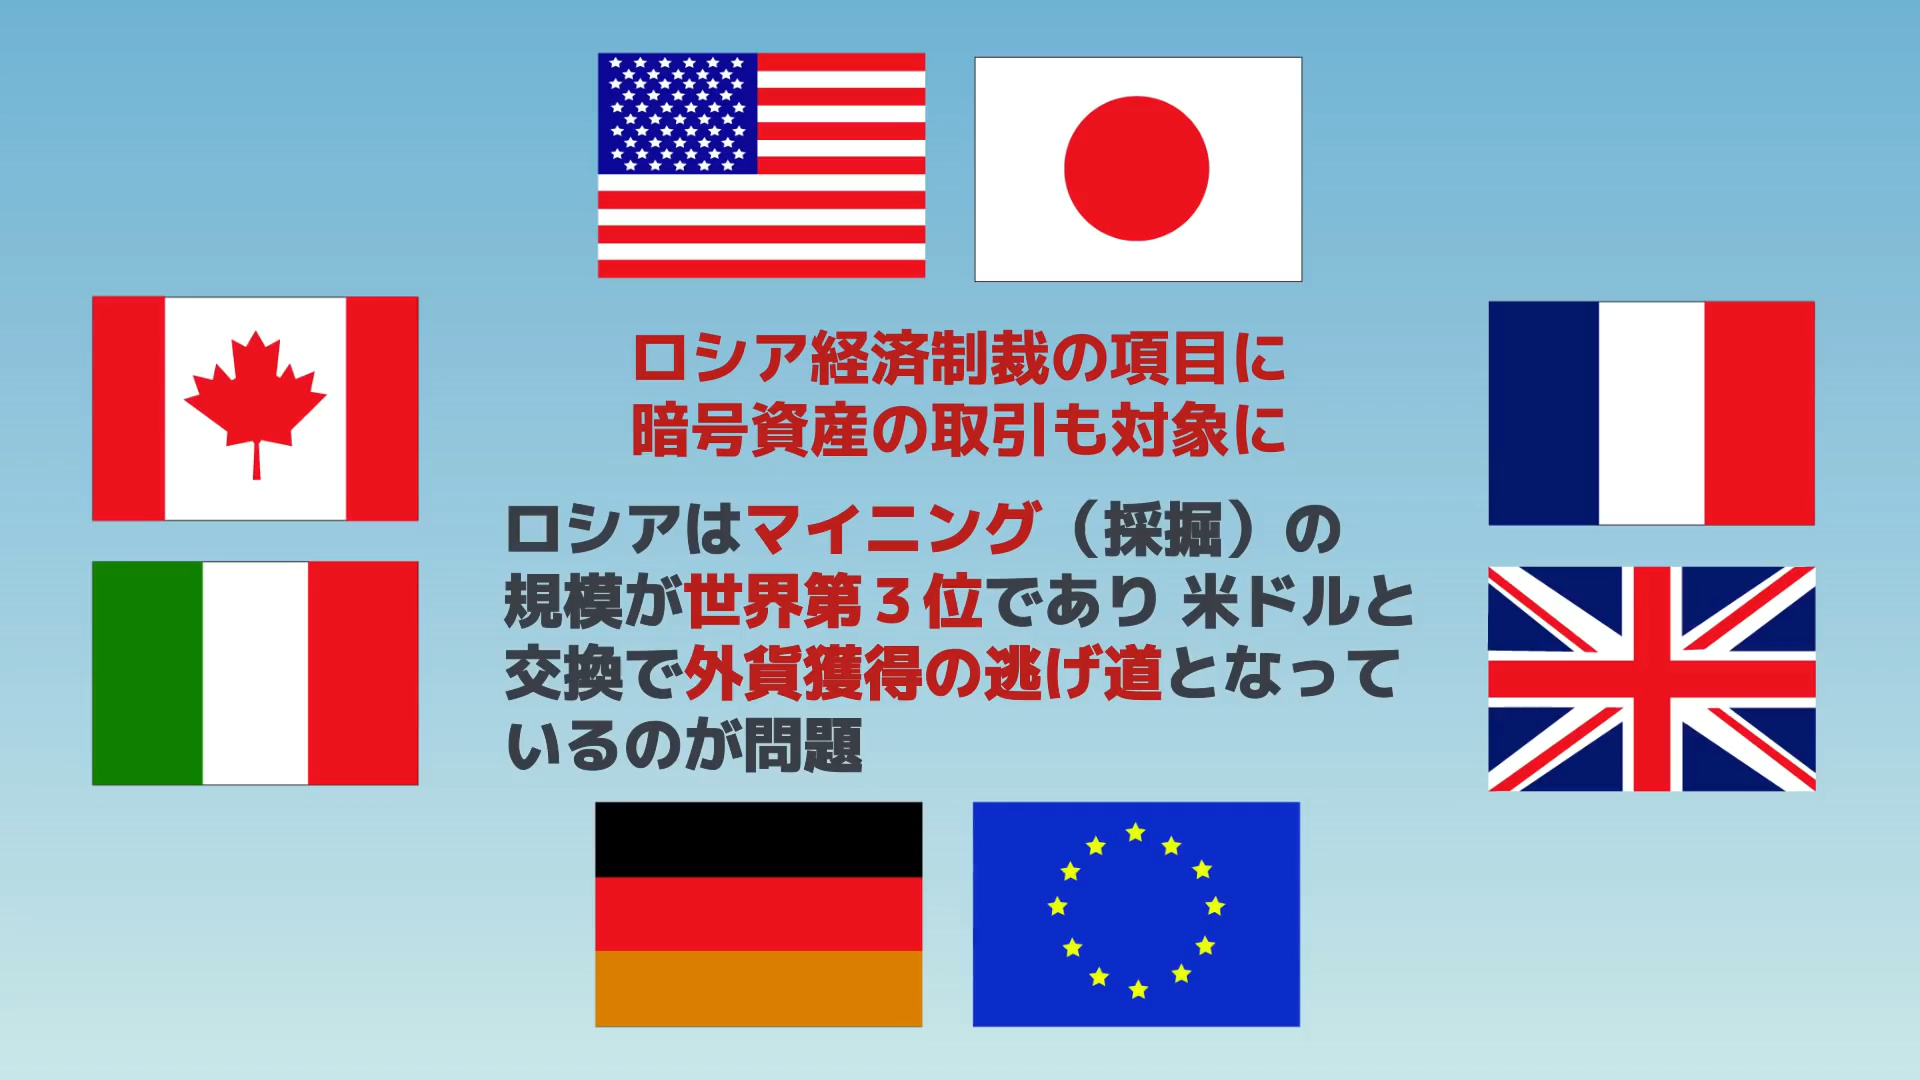 ロシア経済制裁の項目に
暗号資産の取引も対象に
ロシアはマイニング（採掘）の
規模が世界第３位であり 米ドルと
交換で外貨獲得の逃げ道となって
いるのが問題